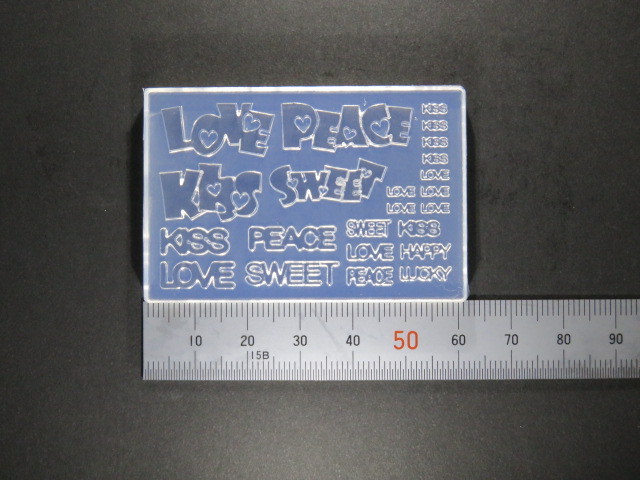 LOVE PEACE
KISS
KISS
KISS
KISS
LOVE
LOVE LOVE
LOVE LOVE
KISS SWEET
KISS PEACE
LOVE SWEET
SWEET KISS
LOVE HAPPY
PEACE LUCKY
10 20 30 40 50 60 70 80 90
15B